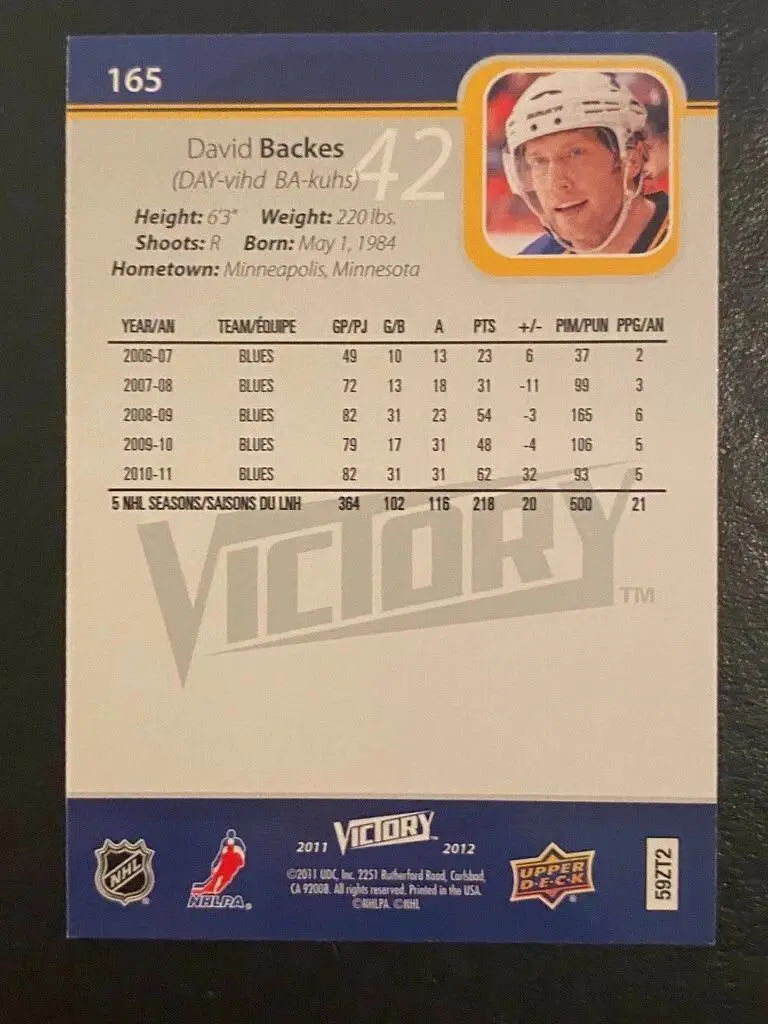 165
David Backes 42
(DAY-vihd BA-kuhs)
Height: 6'3" Weight: 220 lbs.
Shoots: R Born: May 1, 1984
Hometown: Minneapolis, Minnesota
YEAR/AN TEAM/ÉQUIPE GP/PJ G/B A PTS +/- PIM/PUN PPG/AN
2006-07 BLUES 49 10 13 23 6 37 2
2007-08 BLUES 72 13 18 31 -11 99 3
2008-09 BLUES 82 31 23 54 -3 165 6
2009-10 BLUES 79 17 31 48 -4 106 5
2010-11 BLUES 82 31 31 62 32 93 5
5 NHL SEASONS/SAISONS DU LNH 364 102 116 218 20 500 21
VICTORY TM
NHL
NHLPA
2011 VICTORY 2012
©2011 UDC, Inc. 2251 Rutherford Road, Carlsbad,
CA 92008. All rights reserved. Printed in the USA.
©NHLPA. ©NHL
UPPER
DECK
59ZT2